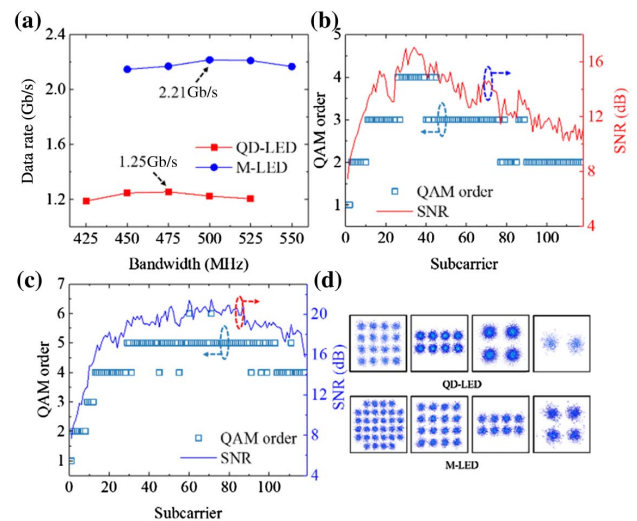 (a)
Data rate (Gb/s)
2.4
2.0
1.6
1.2
2.21Gb/s
1.25Gb/s
QD-LED
M-LED
425 450 475 500 525 550
Bandwidth (MHz)
(b)
QAM order
5
4
3
2
1
0
16
12
8
4
SNR (dB)
QAM order
SNR
0 40 80
Subcarrier
(c)
QAM order
7
6
5
4
3
2
1
20
16
12
8
4
SNR (dB)
QAM order
SNR
0 20 40 60 80 100
Subcarrier
(d)
QD-LED
M-LED